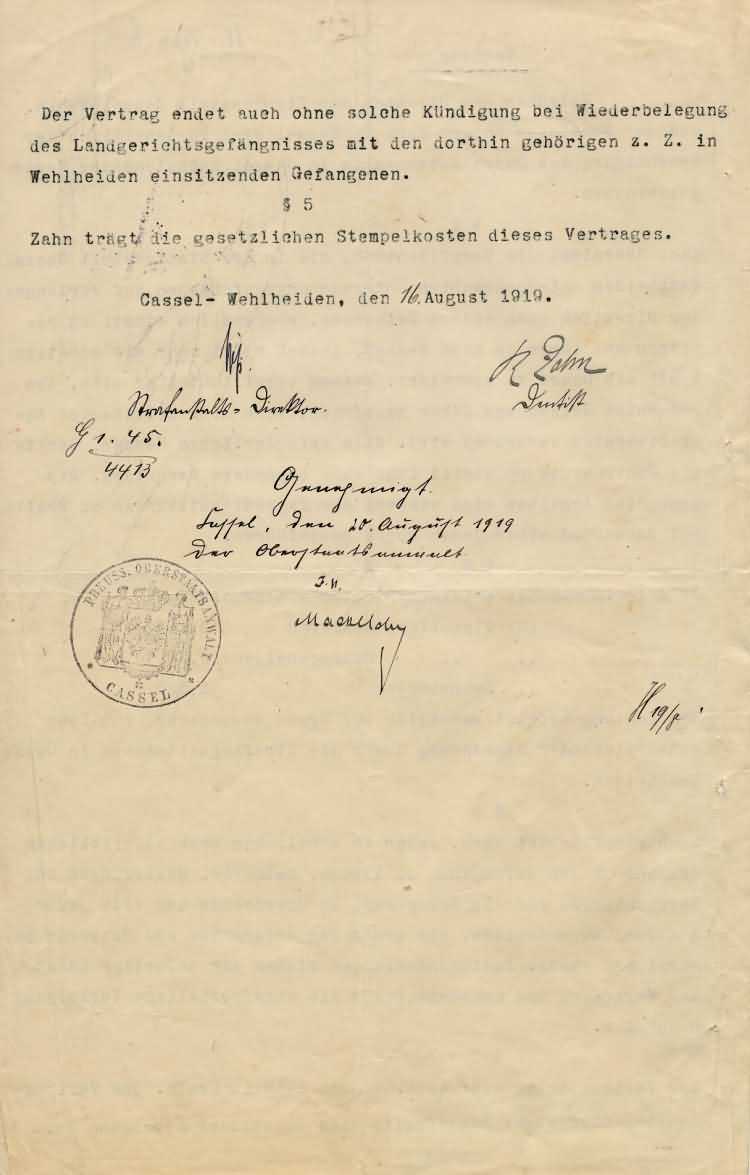 Der Vertrag endet auch ohne solche Kündigung bei Wiederbelegung
des Landgerichtsgefängnisses mit den dorthin gehörigen z. Z. in
Wehlheiden einsitzenden Gefangenen.
§ 5
Zahn trägt die gesetzlichen Stempelkosten dieses Vertrages.
Cassel- Wehlheiden, den 16. August 1919.
R Zahn
Strafanstalts-Direktor.
Dentist
G 1. 45.
4413
Genehmigt.
Cassel, den 20. August 1919
Der Oberstaatsanwalt
I. V.
PREUSS. OBERSTAATSANWALT
* CASSEL *
H 19/8.